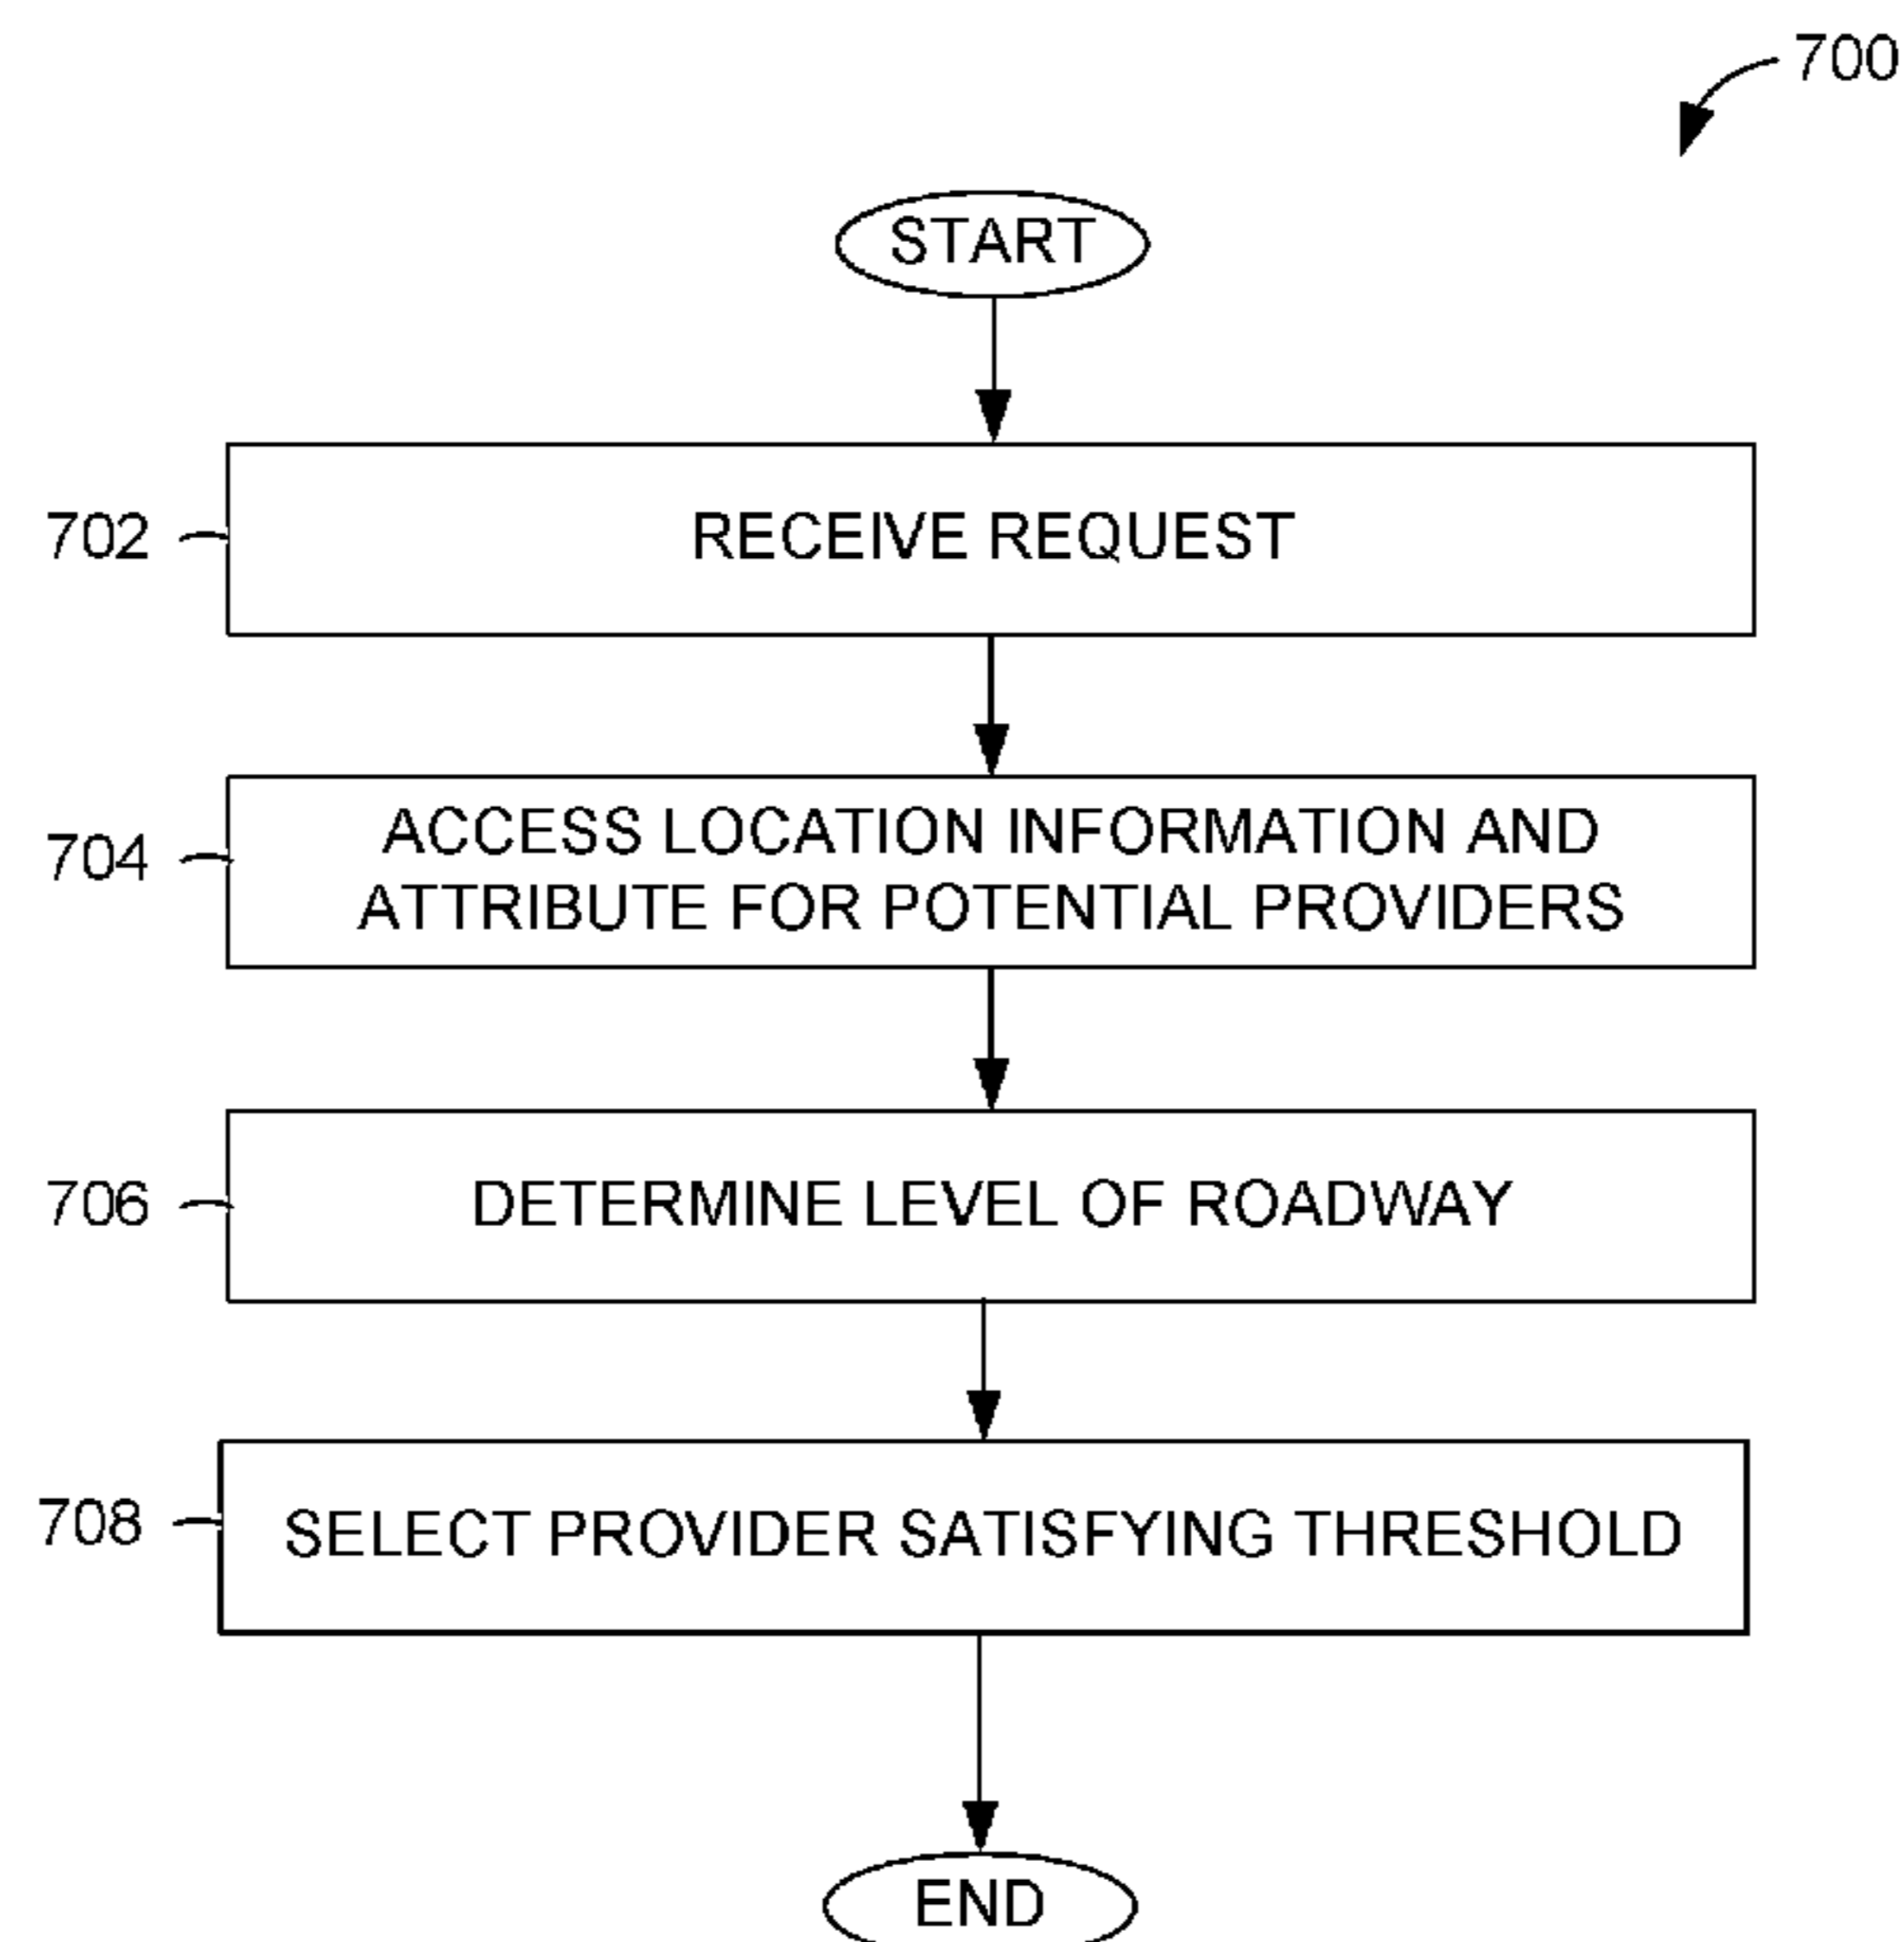 700
START
702
RECEIVE REQUEST
704
ACCESS LOCATION INFORMATION AND
ATTRIBUTE FOR POTENTIAL PROVIDERS
706
DETERMINE LEVEL OF ROADWAY
708
SELECT PROVIDER SATISFYING THRESHOLD
END